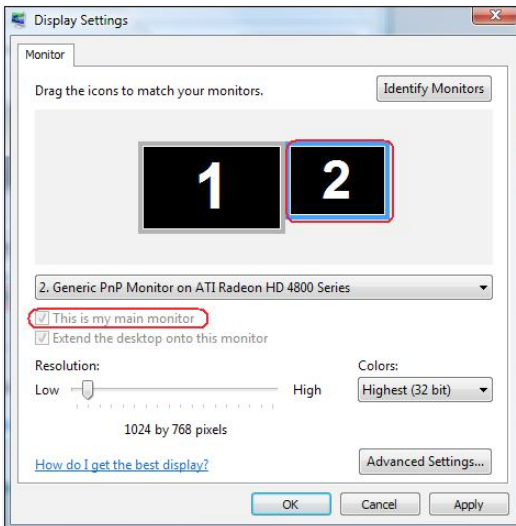 Display Settings
Monitor
Drag the icons to match your monitors.
Identify Monitors
1
2
2. Generic PnP Monitor on ATI Radeon HD 4800 Series
This is my main monitor
Extend the desktop onto this monitor
Resolution:
Colors:
Low
High
Highest (32 bit)
1024 by 768 pixels
How do I get the best display?
Advanced Settings...
OK
Cancel
Apply